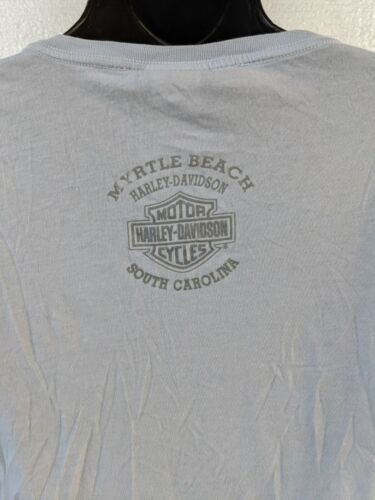 MYRTLE BEACH
HARLEY-DAVIDSON
MOTOR
HARLEY-DAVIDSON
CYCLES
®
SOUTH CAROLINA